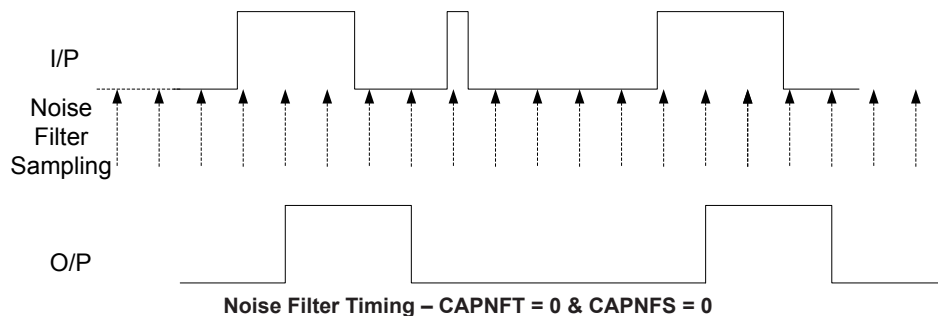 I/P
Noise
Filter
Sampling
O/P
Noise Filter Timing – CAPNFT = 0 & CAPNFS = 0